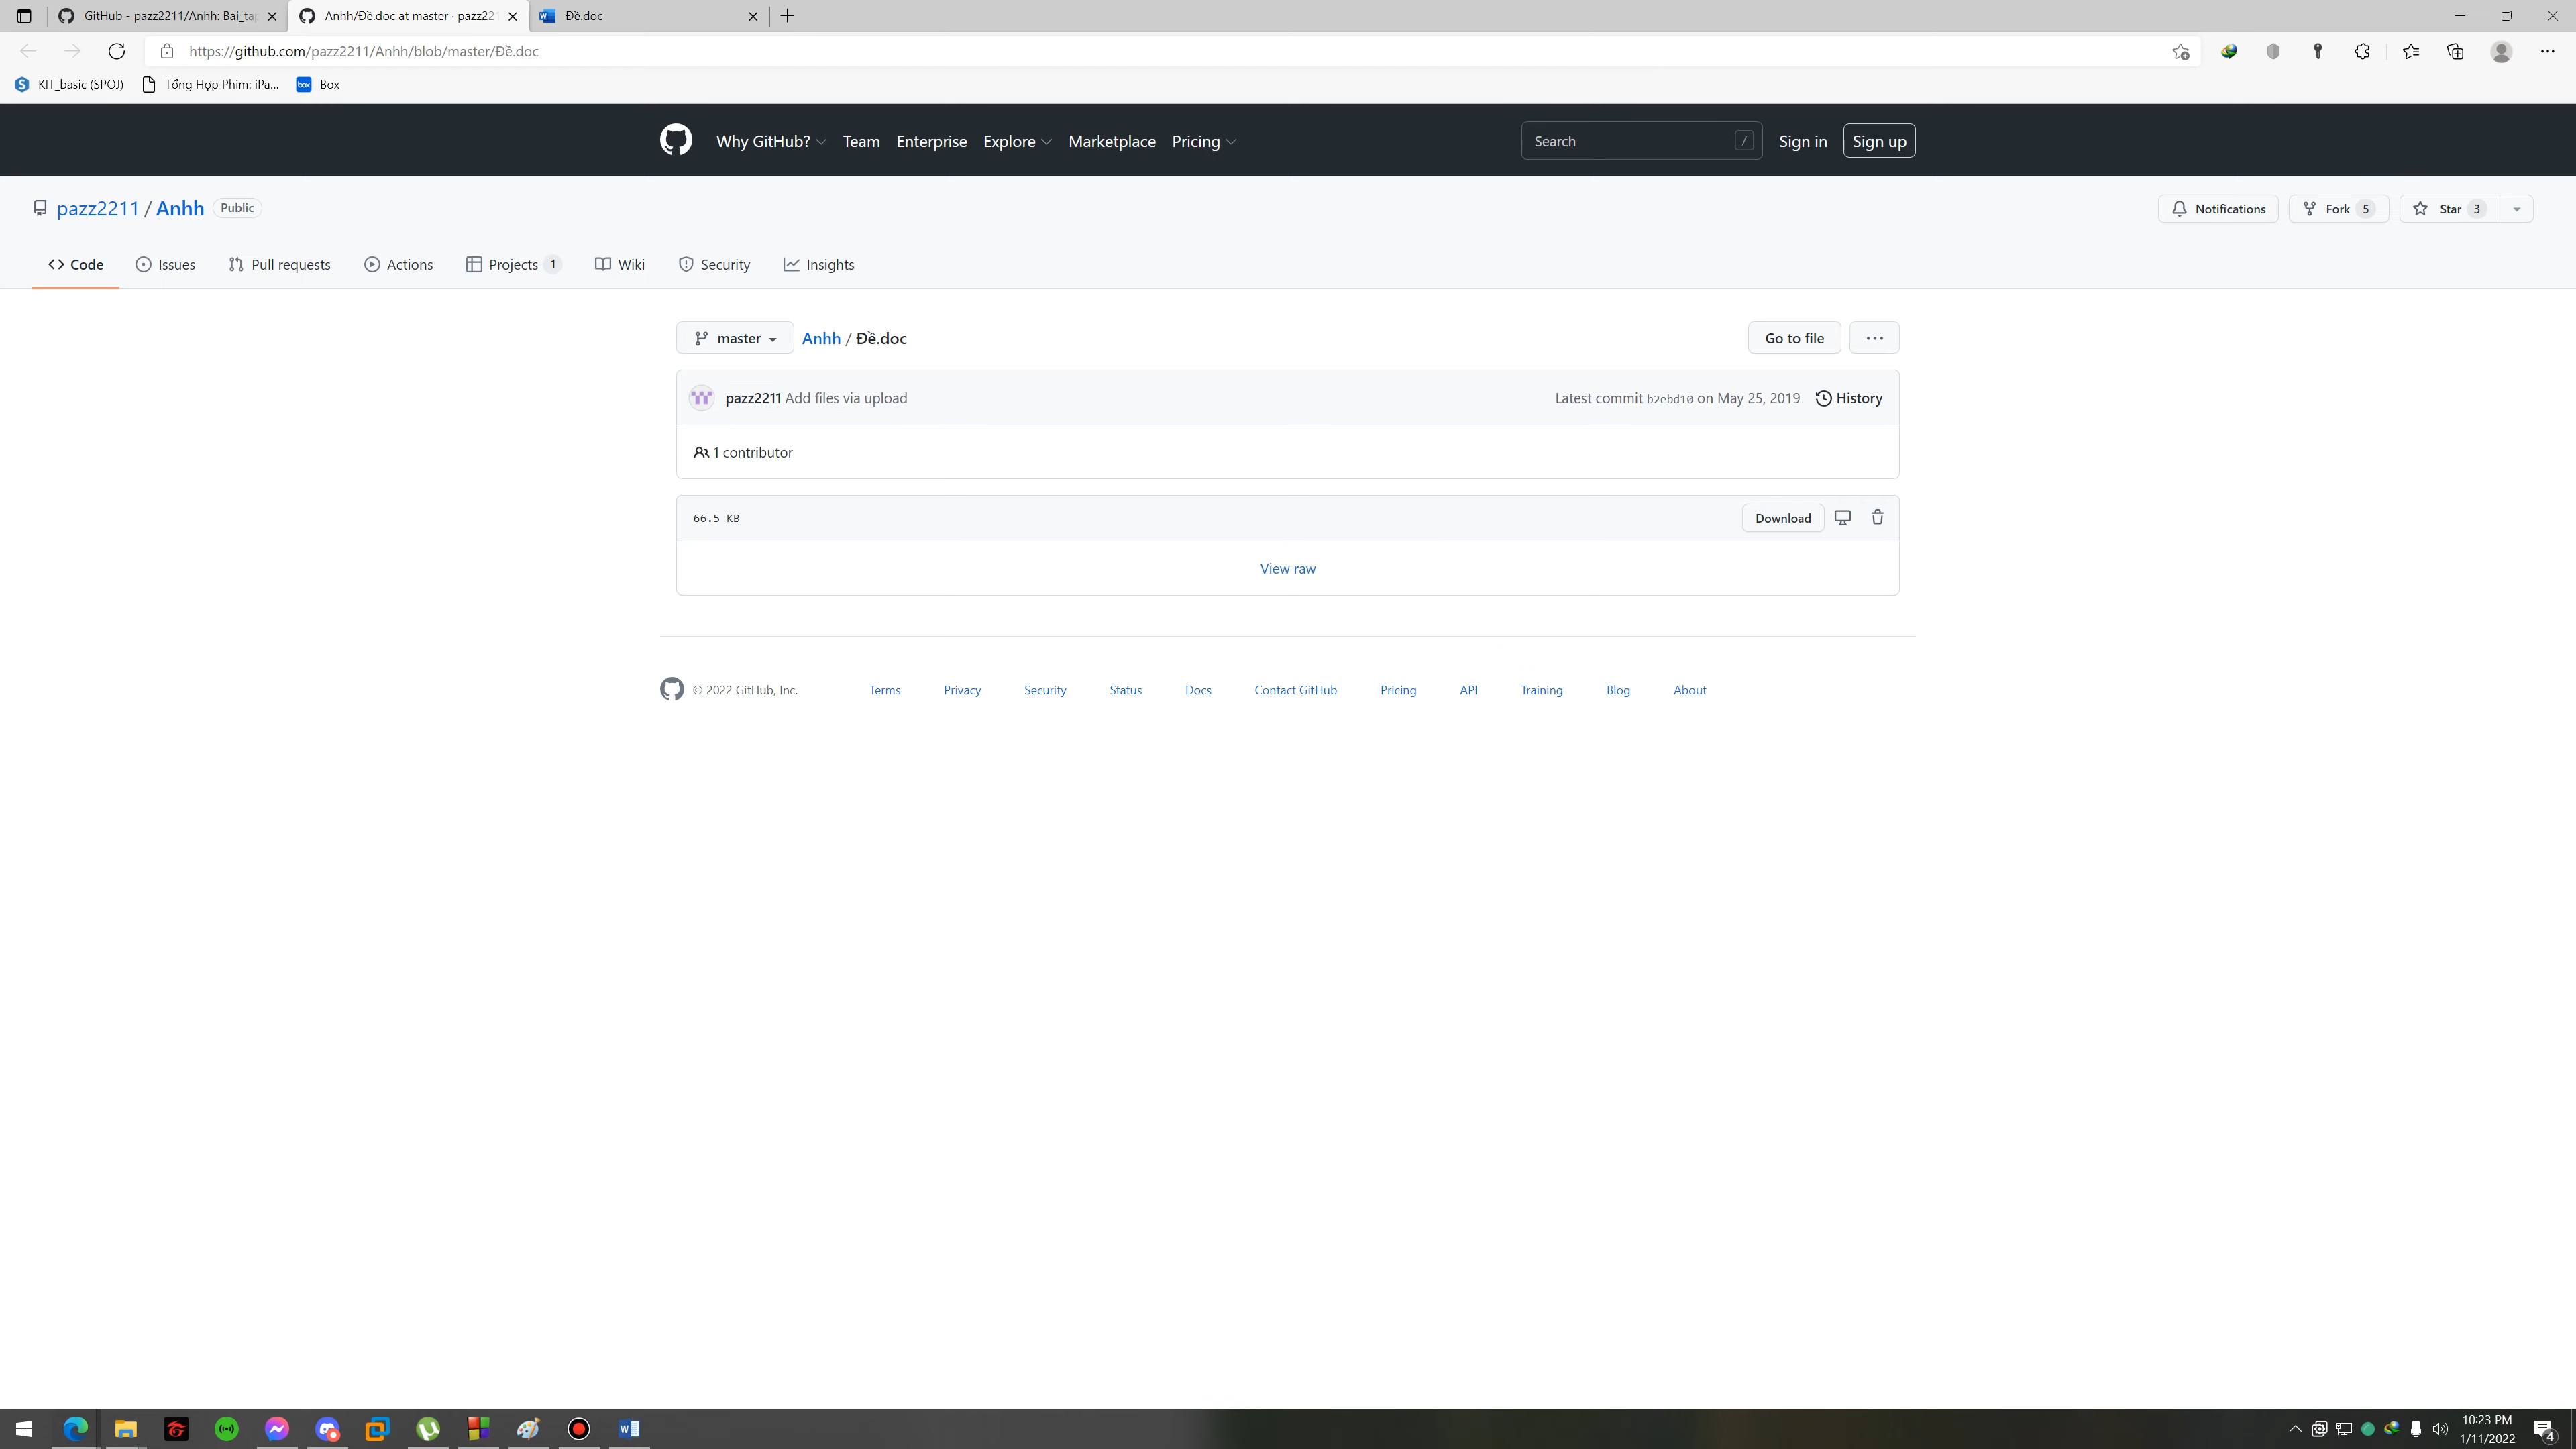 GitHub - pazz2211/Anhh: Bai_tap
Anhh/Đề.doc at master · pazz221
Đề.doc
https://github.com/pazz2211/Anhh/blob/master/Đề.doc
KIT_basic (SPOJ)
Tổng Hợp Phim: iPa...
box Box
Why GitHub? Team Enterprise Explore Marketplace Pricing
Search /
Sign in
Sign up
pazz2211 / Anhh Public
Notifications
Fork 5
Star 3
Code Issues Pull requests Actions Projects 1 Wiki Security Insights
master Anhh / Đề.doc
Go to file ...
pazz2211 Add files via upload
Latest commit b2ebd10 on May 25, 2019 History
1 contributor
66.5 KB
Download
View raw
© 2022 GitHub, Inc. Terms Privacy Security Status Docs Contact GitHub Pricing API Training Blog About
10:23 PM
1/11/2022
4